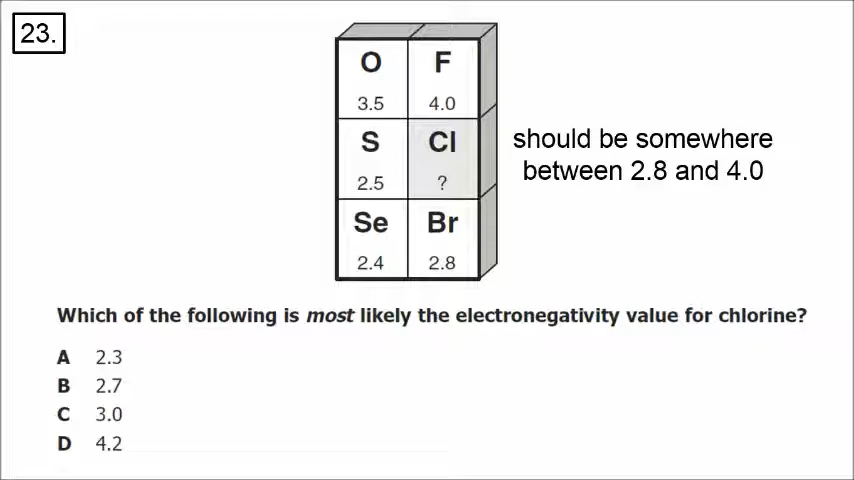 23.
O F
3.5 4.0
S Cl
2.5 ?
Se Br
2.4 2.8
should be somewhere
between 2.8 and 4.0
Which of the following is most likely the electronegativity value for chlorine?
A 2.3
B 2.7
C 3.0
D 4.2